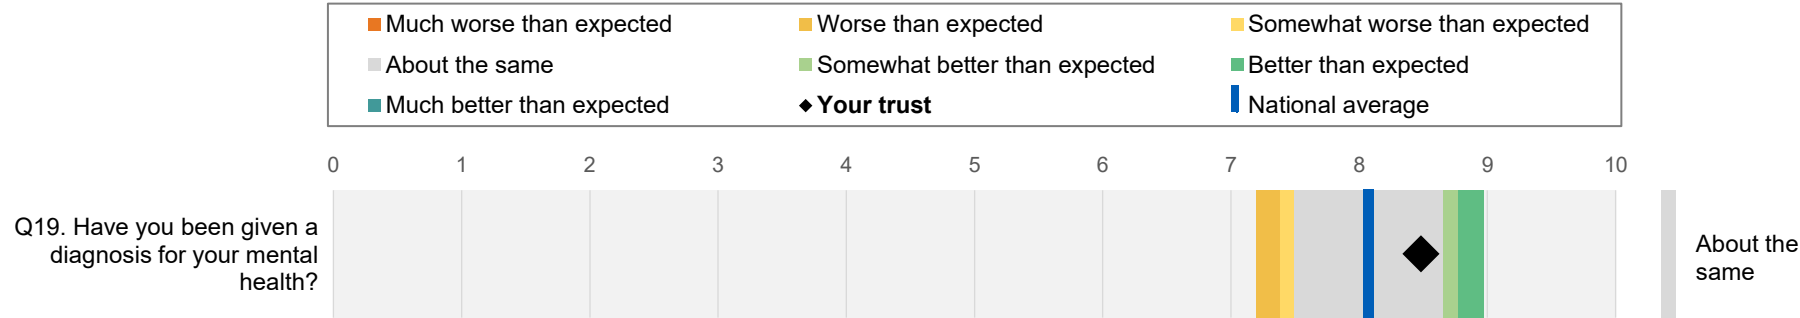 Much worse than expected Worse than expected Somewhat worse than expected
About the same Somewhat better than expected Better than expected
Much better than expected Your trust National average
0 1 2 3 4 5 6 7 8 9 10
Q19. Have you been given a
diagnosis for your mental
health?
About the
same